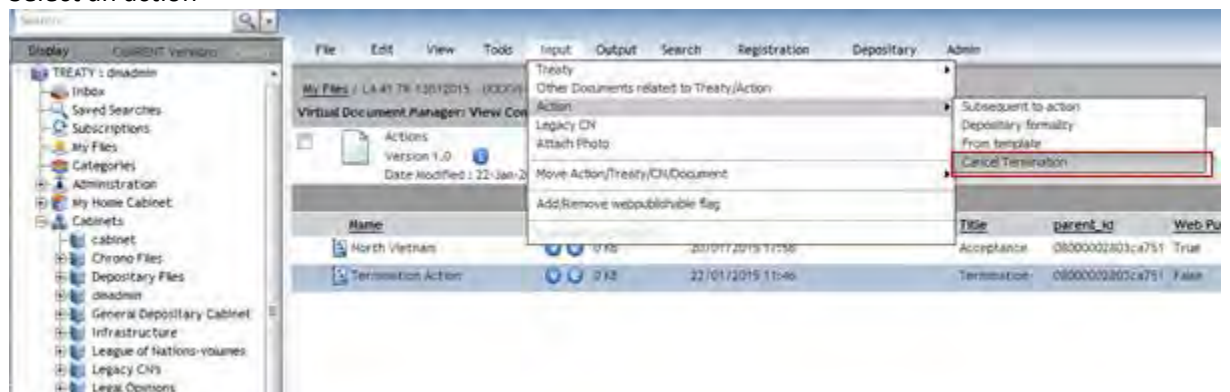 Select an action
Display CURRENT Versions
File Edit View Tools Input Output Search Registration Depositary Admin
TREATY : dmadmin
Inbox
Saved Searches
Subscriptions
My Files
Categories
Administration
My Home Cabinet
Cabinets
cabinet
Chrono Files
Depositary Files
dmadmin
General Depositary Cabinet
Infrastructure
League of Nations-volumes
Legacy CN's
Legal Opinions
My Files /
Virtual Document Manager: View
Actions
Version 1.0
Date Modified : 22-Jan-2
Treaty
Other Documents related to Treaty/Action
Action
Legacy CN
Attach Photo
Move Action/Treaty/CN/Document
Add/Remove webpublishable flag
Subsequent to action
Depositary formality
From template
Cancel Termination
Name Title parent_id Web Pu
North Vietnam 0 KB 20/01/2015 17:58 Acceptance True
Termination Action 0 KB 22/01/2015 11:46 Termination False